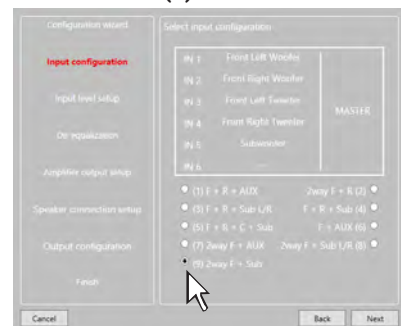 Configuration wizard
Input configuration
Input level setup
De-equalization
Amplifier output setup
Speaker connection setup
Output configuration
Finish
Select input configuration
IN 1 Front Left Woofer
IN 2 Front Right Woofer
IN 3 Front Left Tweeter
IN 4 Front Right Tweeter
IN 5 Subwoofer
IN 6 ---
MASTER
(1) F + R + AUX 2way F + R (2)
(3) F + R + Sub L/R F + R + Sub (4)
(5) F + R + C + Sub F + AUX (6)
(7) 2way F + AUX 2way F + Sub L/R (8)
(9) 2way F + Sub
Cancel Back Next